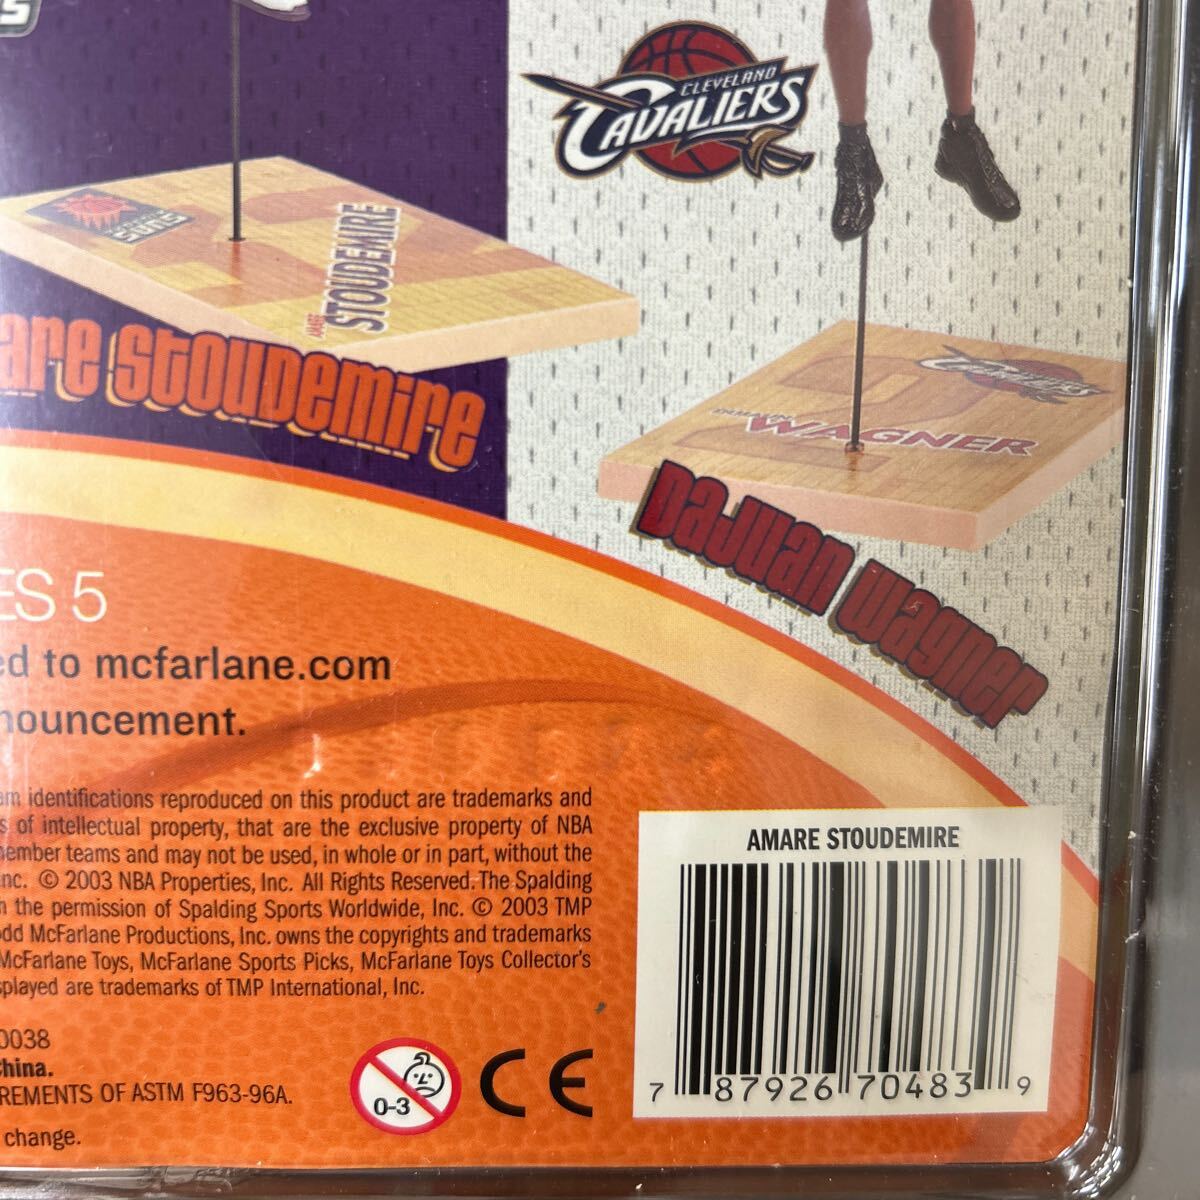 CLEVELAND
CAVALIERS
SUNS
AMARE
STOUDEMIRE
are Stoudemire
CAVALIERS
DAJUAN
WAGNER
DaJuan Wagner
ES 5
ed to mcfarlane.com
nouncement.
am identifications reproduced on this product are trademarks and
s of intellectual property, that are the exclusive property of NBA
member teams and may not be used, in whole or in part, without the
nc. © 2003 NBA Properties, Inc. All Rights Reserved. The Spalding
h the permission of Spalding Sports Worldwide, Inc. © 2003 TMP
odd McFarlane Productions, Inc. owns the copyrights and trademarks
McFarlane Toys, McFarlane Sports Picks, McFarlane Toys Collector's
splayed are trademarks of TMP International, Inc.
0038
China.
REMENTS OF ASTM F963-96A.
change.
0-3
CE
AMARE STOUDEMIRE
7 87926 70483 9